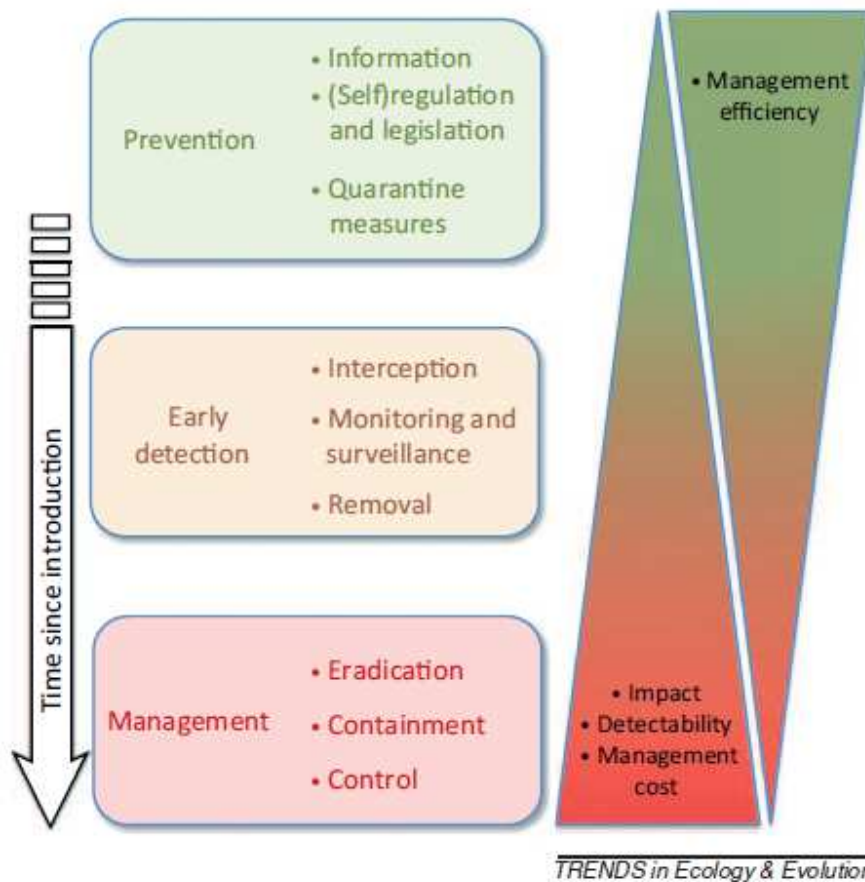 Prevention
• Information
• (Self)regulation
and legislation
• Quarantine
measures
• Management
efficiency
Time since introduction
Early
detection
• Interception
• Monitoring and
surveillance
• Removal
Management
• Eradication
• Containment
• Control
• Impact
• Detectability
• Management
cost
TRENDS in Ecology & Evolution